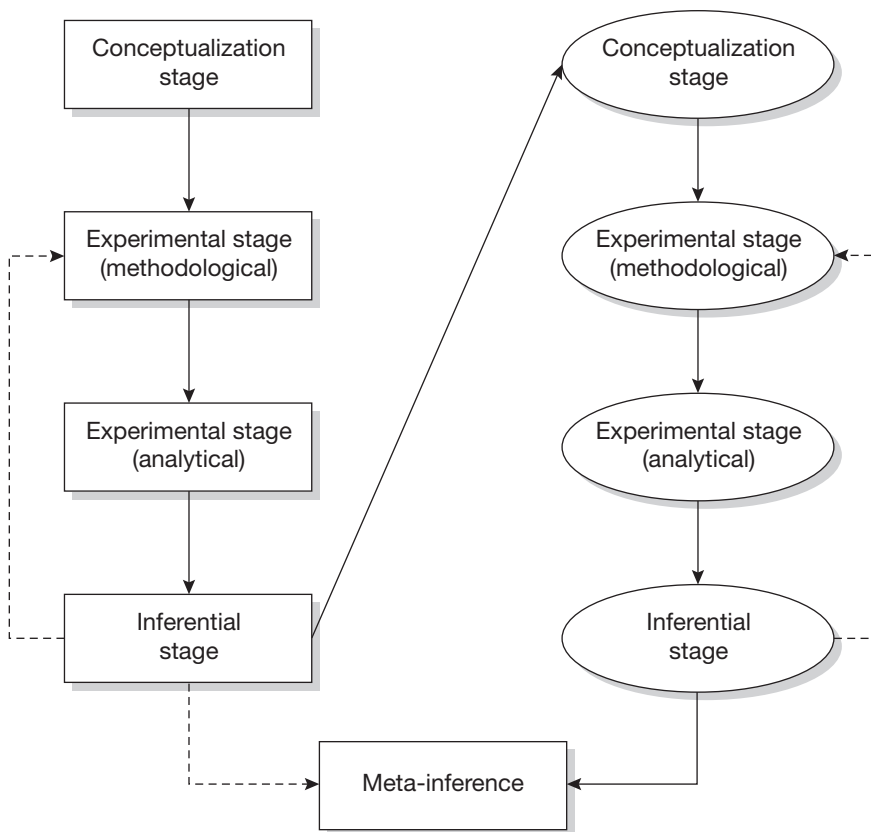 Conceptualization
stage
Experimental stage
(methodological)
Experimental stage
(analytical)
Inferential
stage
Conceptualization
stage
Experimental stage
(methodological)
Experimental stage
(analytical)
Inferential
stage
Meta-inference